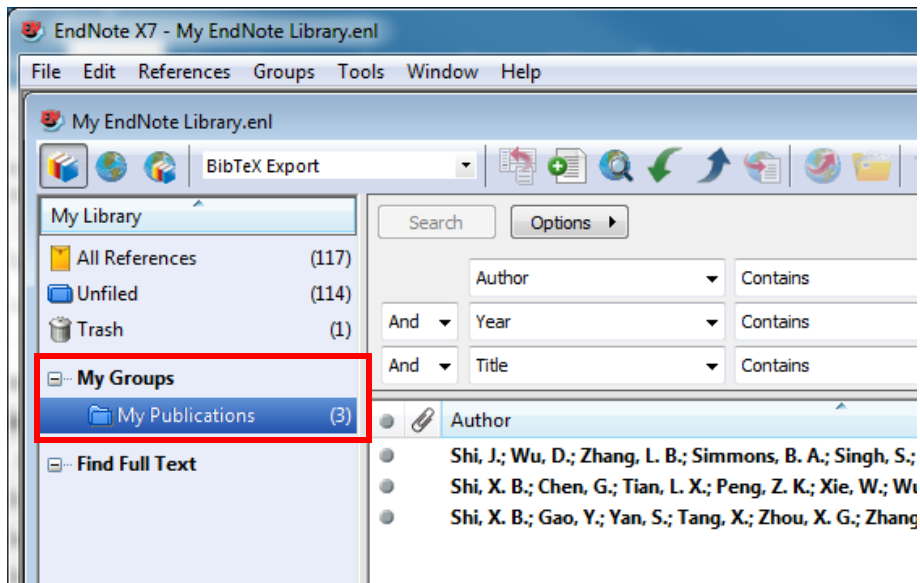 EndNote X7 - My EndNote Library.enl
File Edit References Groups Tools Window Help
My EndNote Library.enl
BibTeX Export
My Library
All References (117)
Unfiled (114)
Trash (1)
My Groups
My Publications (3)
Find Full Text
Search Options
Author Contains
And Year Contains
And Title Contains
Author
Shi, J.; Wu, D.; Zhang, L. B.; Simmons, B. A.; Singh, S.;
Shi, X. B.; Chen, G.; Tian, L. X.; Peng, Z. K.; Xie, W.; Wu
Shi, X. B.; Gao, Y.; Yan, S.; Tang, X.; Zhou, X. G.; Zhang